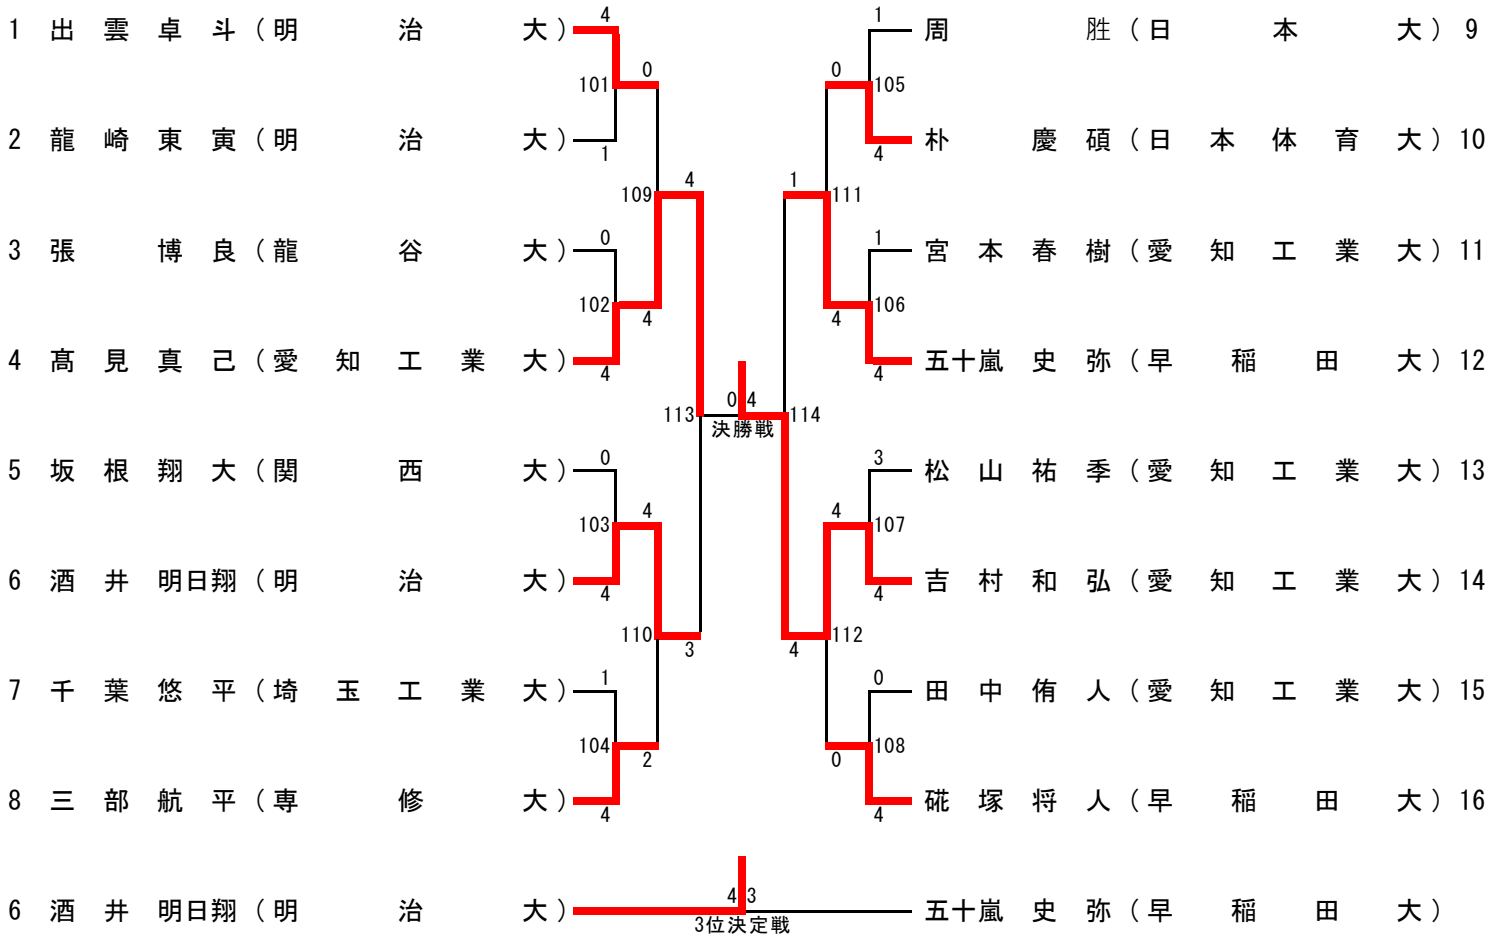 4 1
1 出雲卓斗(明治大) 周 胜(日本大) 9
0 0
101 105
2 龍崎東寅(明治大) 朴 慶碩(日本体育大) 10
1 4
4 1
109 111
3 張 博良(龍谷大) 0 1 宮本春樹(愛知工業大) 11
102 106
4 4
4 髙見真己(愛知工業大) 五十嵐史弥(早稲田大) 12
4 4
0 4
113 114
決勝戦
5 坂根翔大(関西大) 0 3 松山祐季(愛知工業大) 13
4 4
103 107
6 酒井明日翔(明治大) 吉村和弘(愛知工業大) 14
4 4
110 112
3 4
7 千葉悠平(埼玉工業大) 1 0 田中侑人(愛知工業大) 15
104 108
2 0
8 三部航平(専修大) 硴塚将人(早稲田大) 16
4 4
4 3
6 酒井明日翔(明治大) 五十嵐史弥(早稲田大)
3位決定戦